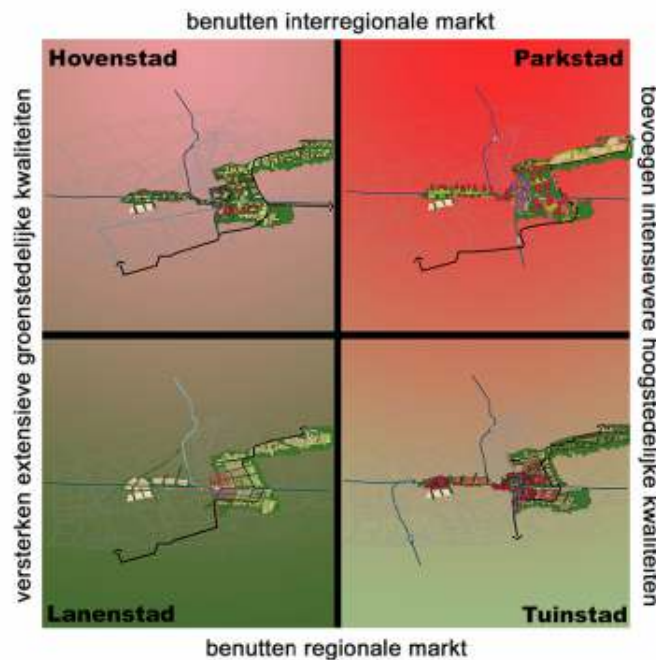 benutten interregionale markt
Hovenstad
Parkstad
versterken extensieve groenstedelijke kwaliteiten
toevoegen intensievere hoogstedelijke kwaliteiten
Lanenstad
Tuinstad
benutten regionale markt